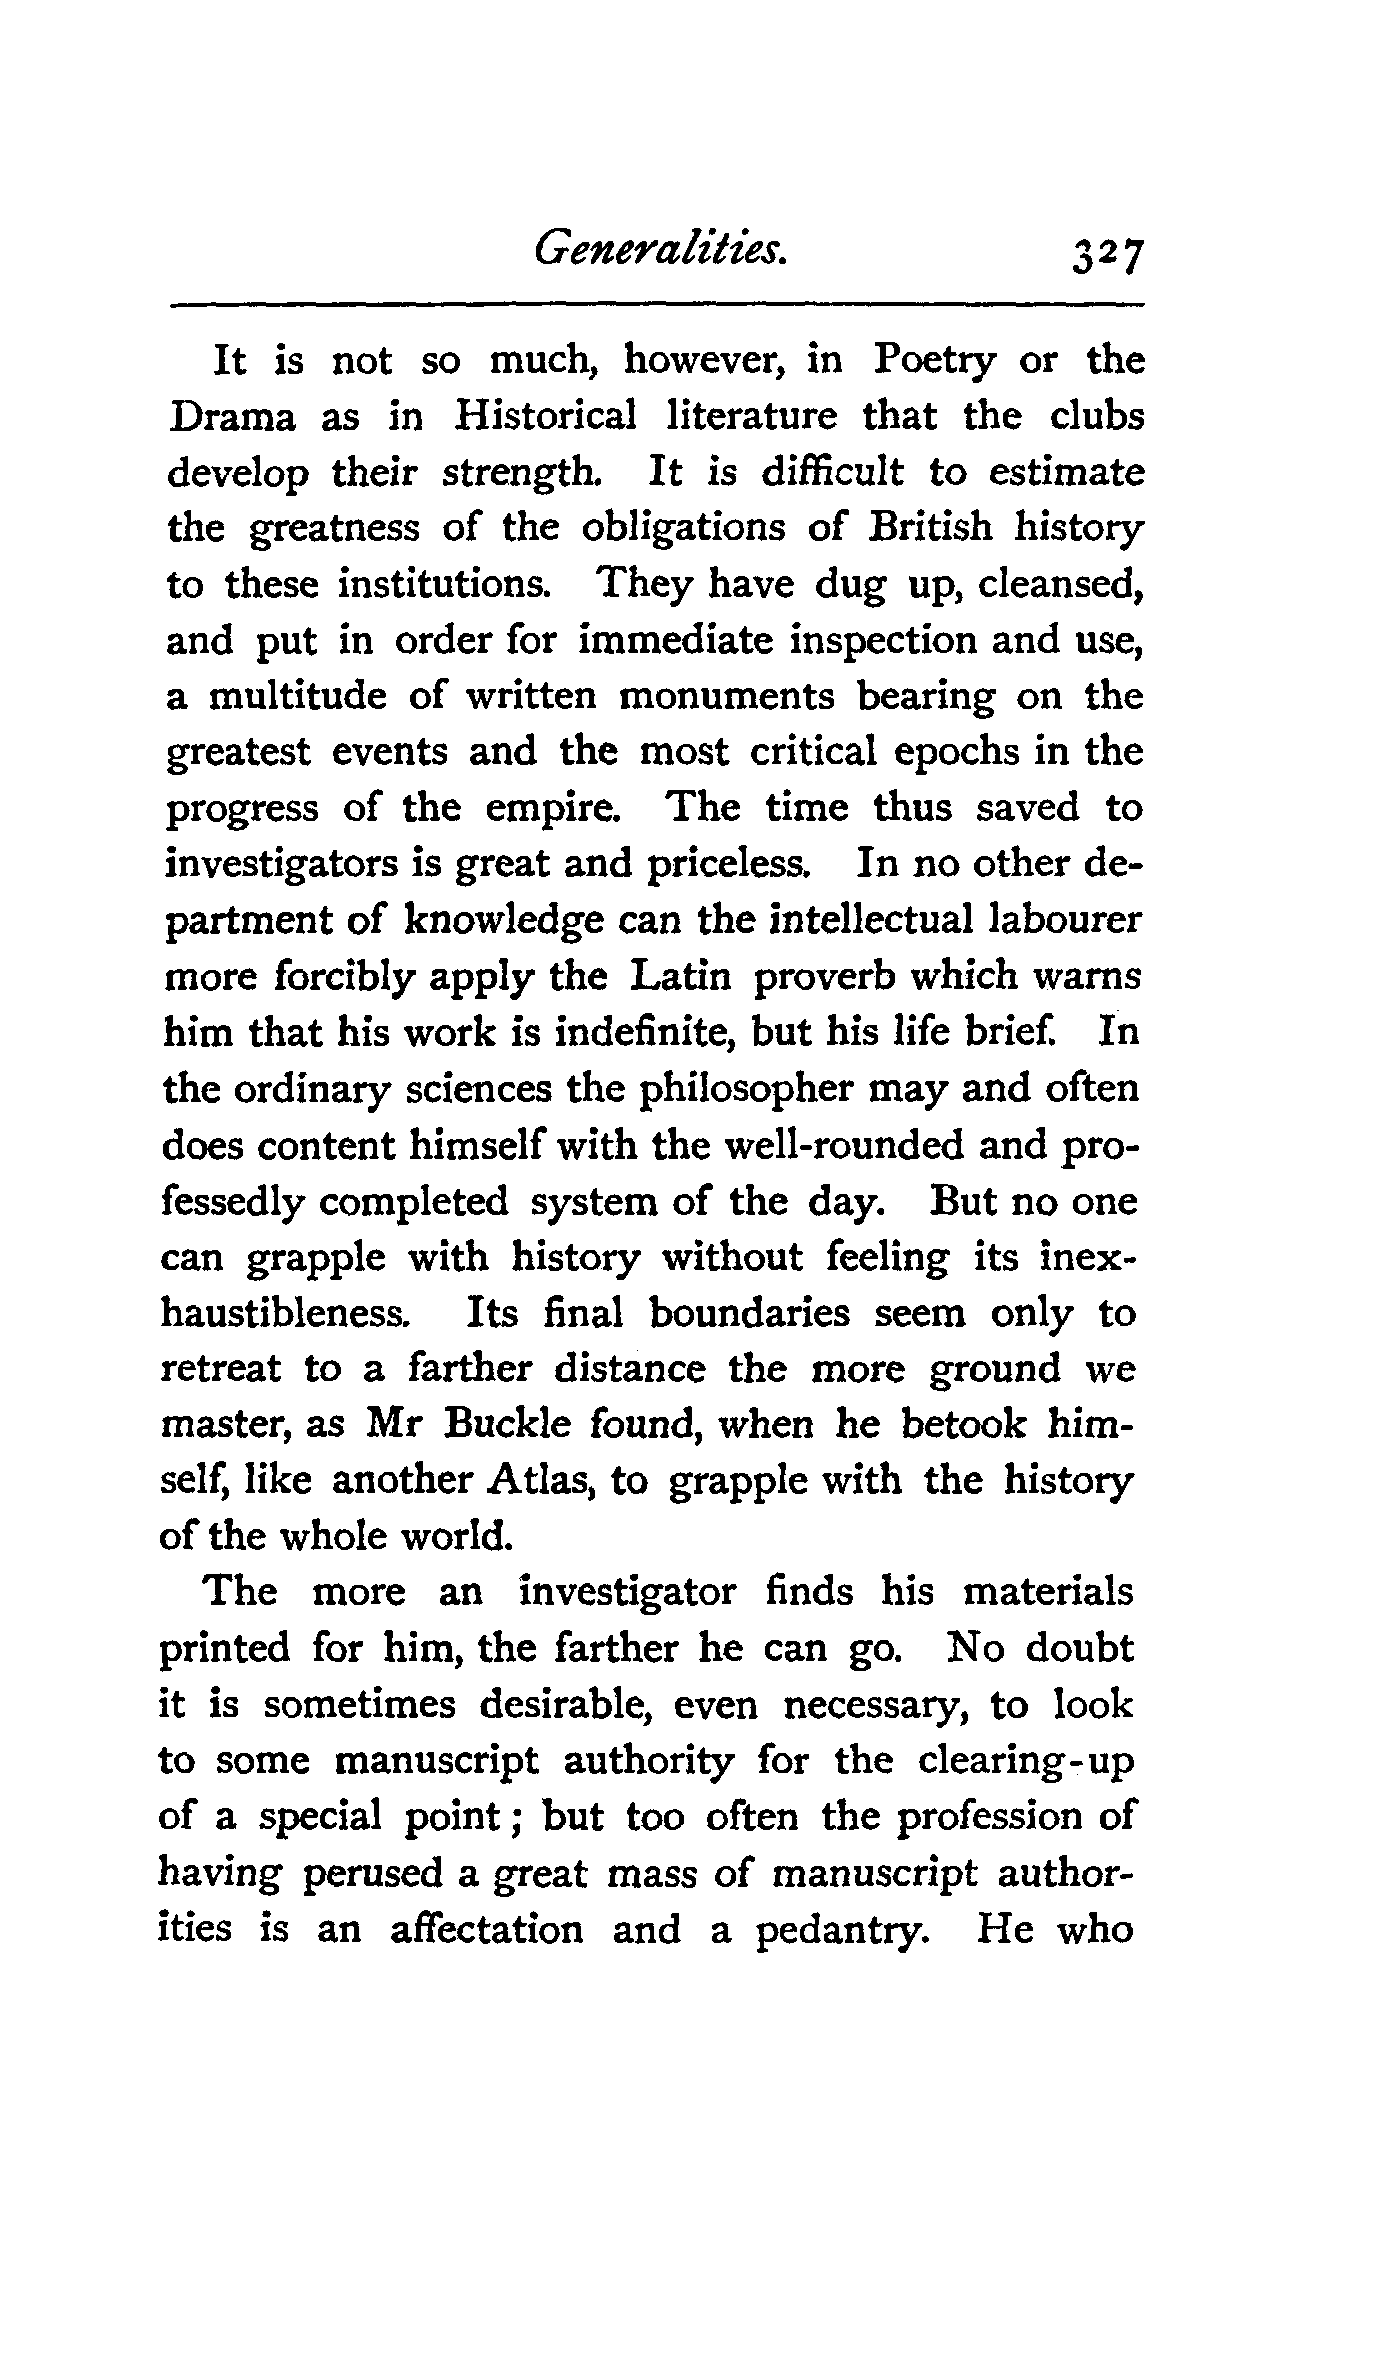 Generalities. 327
It is not so much, however, in Poetry or the
Drama as in Historical literature that the clubs
develop their strength. It is difficult to estimate
the greatness of the obligations of British history
to these institutions. They have dug up, cleansed,
and put in order for immediate inspection and use,
a multitude of written monuments bearing on the
greatest events and the most critical epochs in the
progress of the empire. The time thus saved to
investigators is great and priceless. In no other de-
partment of knowledge can the intellectual labourer
more forcibly apply the Latin proverb which warns
him that his work is indefinite, but his life brief. In
the ordinary sciences the philosopher may and often
does content himself with the well-rounded and pro-
fessedly completed system of the day. But no one
can grapple with history without feeling its inex-
haustibleness. Its final boundaries seem only to
retreat to a farther distance the more ground we
master, as Mr Buckle found, when he betook him-
self, like another Atlas, to grapple with the history
of the whole world.
The more an investigator finds his materials
printed for him, the farther he can go. No doubt
it is sometimes desirable, even necessary, to look
to some manuscript authority for the clearing-up
of a special point ; but too often the profession of
having perused a great mass of manuscript author-
ities is an affectation and a pedantry. He who